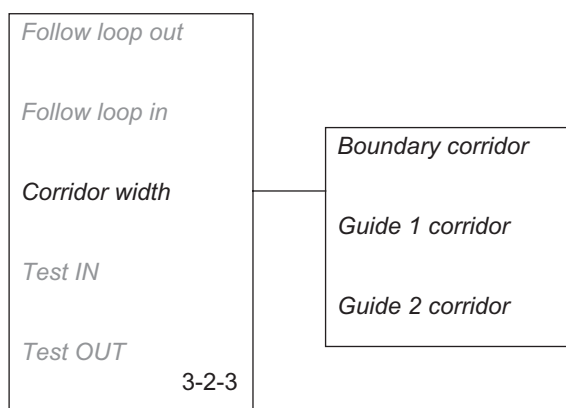 Follow loop out
Follow loop in
Corridor width
Test IN
Test OUT
3-2-3
Boundary corridor
Guide 1 corridor
Guide 2 corridor